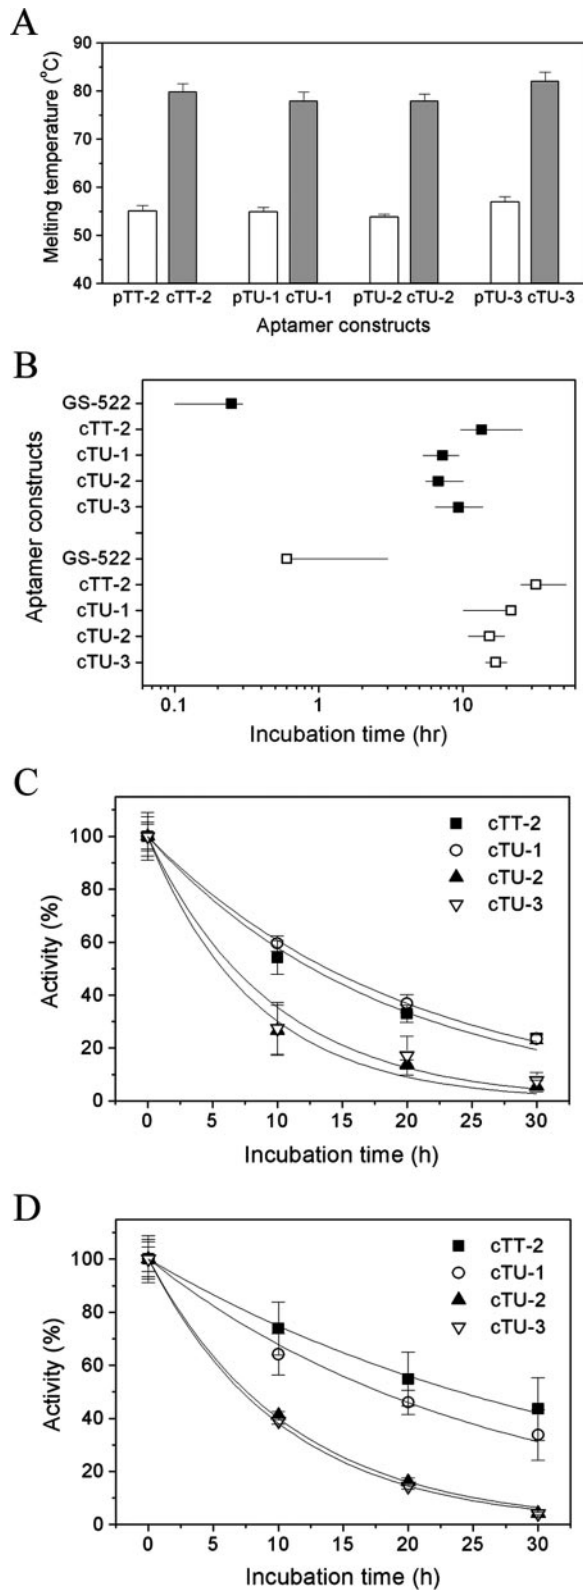 A
Melting temperature (°C)
90
80
70
60
50
40
pTT-2 cTT-2 pTU-1 cTU-1 pTU-2 cTU-2 pTU-3 cTU-3
Aptamer constructs
B
Aptamer constructs
GS-522
cTT-2
cTU-1
cTU-2
cTU-3
GS-522
cTT-2
cTU-1
cTU-2
cTU-3
0.1 1 10
Incubation time (hr)
C
Activity (%)
100
80
60
40
20
0
cTT-2
cTU-1
cTU-2
cTU-3
0 5 10 15 20 25 30
Incubation time (h)
D
Activity (%)
100
80
60
40
20
0
cTT-2
cTU-1
cTU-2
cTU-3
0 5 10 15 20 25 30
Incubation time (h)